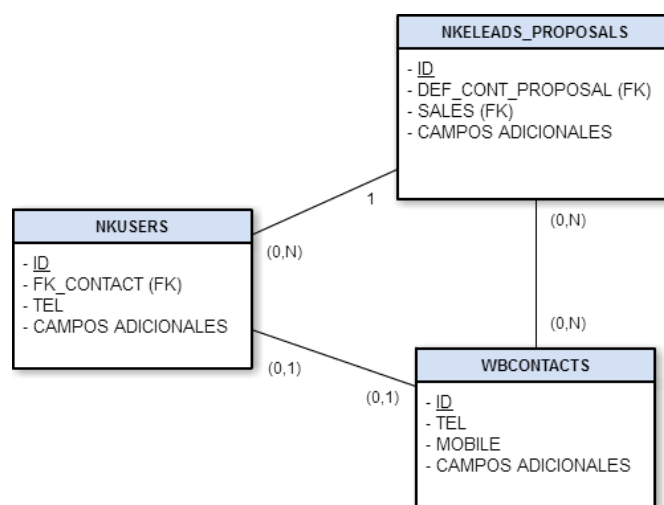 NKELEADS_PROPOSALS
- ID
- DEF_CONT_PROPOSAL (FK)
- SALES (FK)
- CAMPOS ADICIONALES
1
(0,N)
NKUSERS
- ID
- FK_CONTACT (FK)
- TEL
- CAMPOS ADICIONALES
(0,N)
(0,N)
(0,1)
(0,1)
WBCONTACTS
- ID
- TEL
- MOBILE
- CAMPOS ADICIONALES